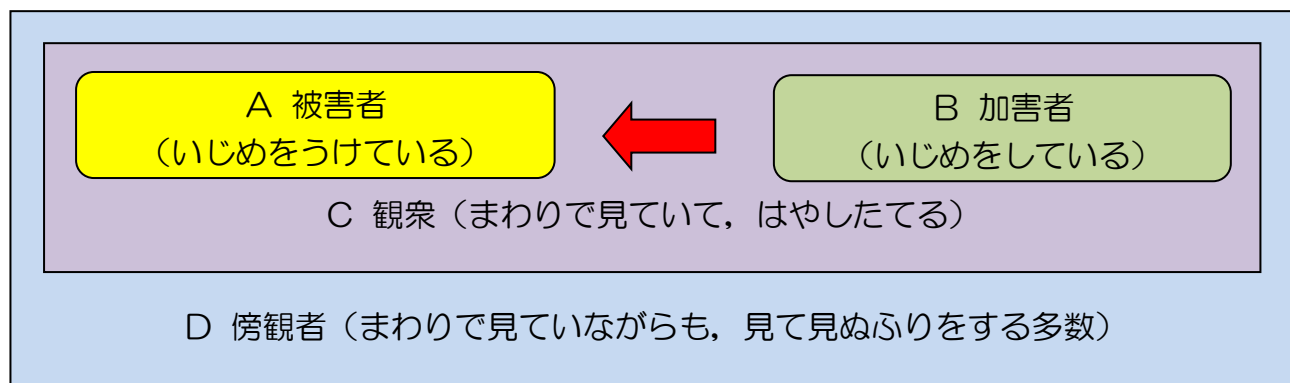 A 被害者
(いじめをうけている)
B 加害者
(いじめをしている)
C 観衆(まわりで見ていて,はやしたてる)
D 傍観者(まわりで見ていながらも,見て見ぬふりをする多数)